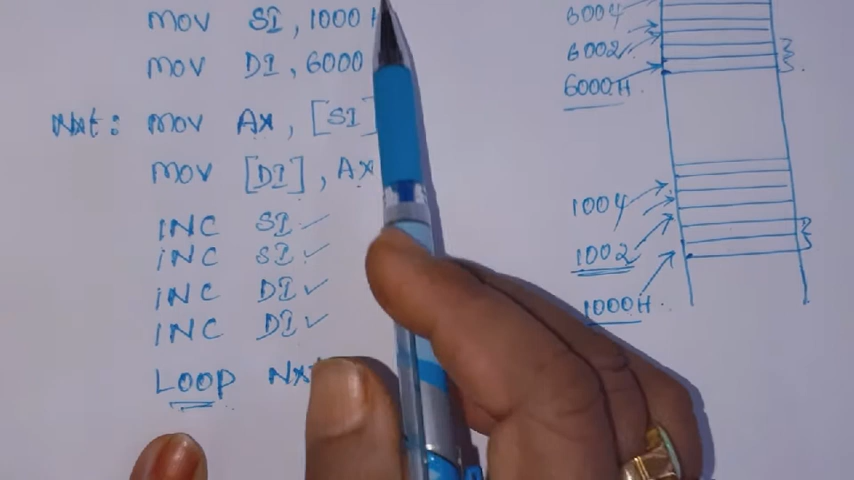 MOV SI, 1000 H
MOV DI, 6000
Nxt: MOV AX, [SI]
MOV [DI], AX
INC SI ✓
INC SI ✓
INC DI ✓
INC DI ✓
LOOP Nx
6004
6002
6000H
1004
1002
1000H